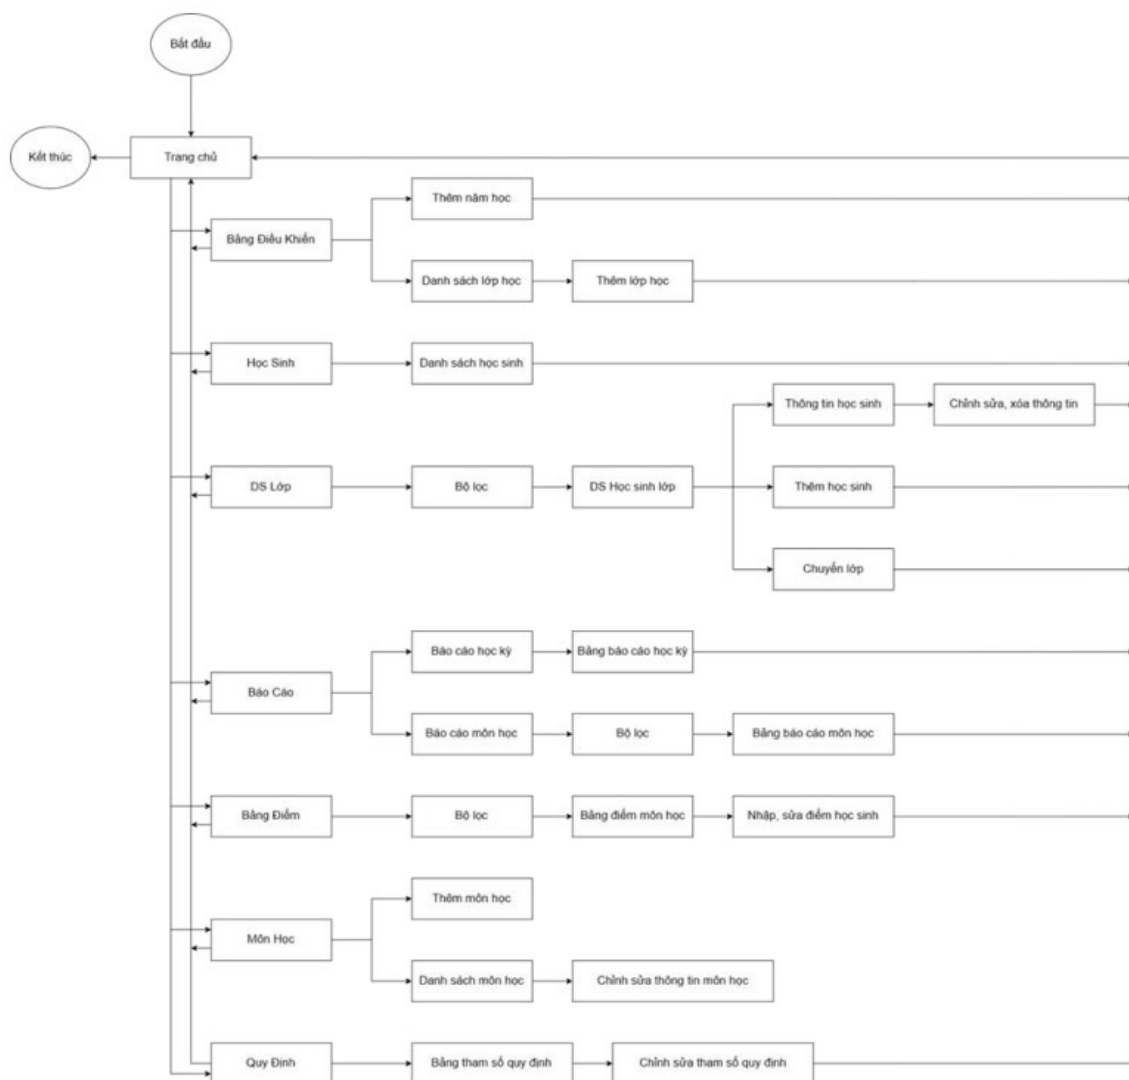 Bắt đầu
Kết thúc
Trang chủ
Thêm năm học
Bảng Điều Khiển
Danh sách lớp học
Thêm lớp học
Học Sinh
Danh sách học sinh
Thông tin học sinh
Chỉnh sửa, xóa thông tin
DS Lớp
Bộ lọc
DS Học sinh lớp
Thêm học sinh
Chuyển lớp
Báo cáo học kỳ
Bảng báo cáo học kỳ
Báo Cáo
Báo cáo môn học
Bộ lọc
Bảng báo cáo môn học
Bảng Điểm
Bộ lọc
Bảng điểm môn học
Nhập, sửa điểm học sinh
Thêm môn học
Môn Học
Danh sách môn học
Chỉnh sửa thông tin môn học
Quy Định
Bảng tham số quy định
Chỉnh sửa tham số quy định